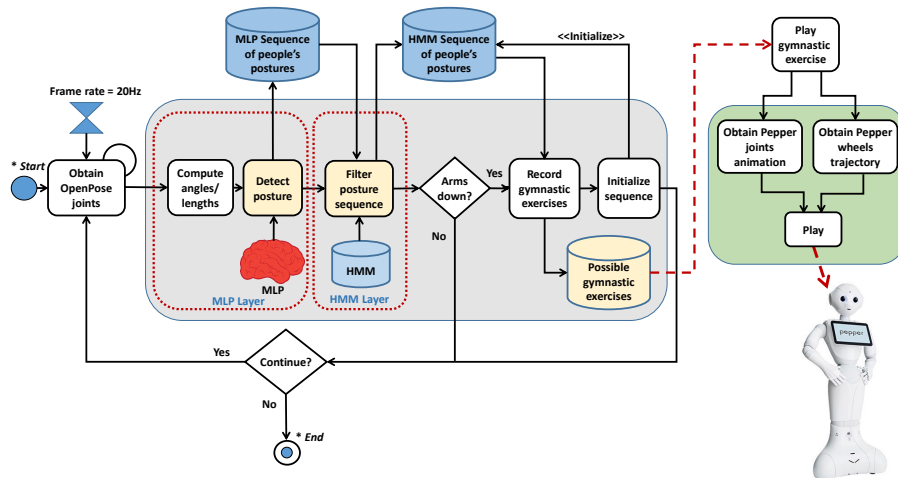 MLP Sequence
of people's
postures
HMM Sequence
of people's
postures
<<Initialize>>
Play
gymnastic
exercise
Frame rate = 20Hz
* Start
Obtain
OpenPose
joints
Compute
angles/
lengths
Detect
posture
Filter
posture
sequence
Arms
down?
Yes
No
Record
gymnastic
exercises
Initialize
sequence
Obtain Pepper
joints
animation
Obtain Pepper
wheels
trajectory
Play
MLP
MLP Layer
HMM
HMM Layer
Possible
gymnastic
exercises
pepper
Yes
Continue?
No
* End